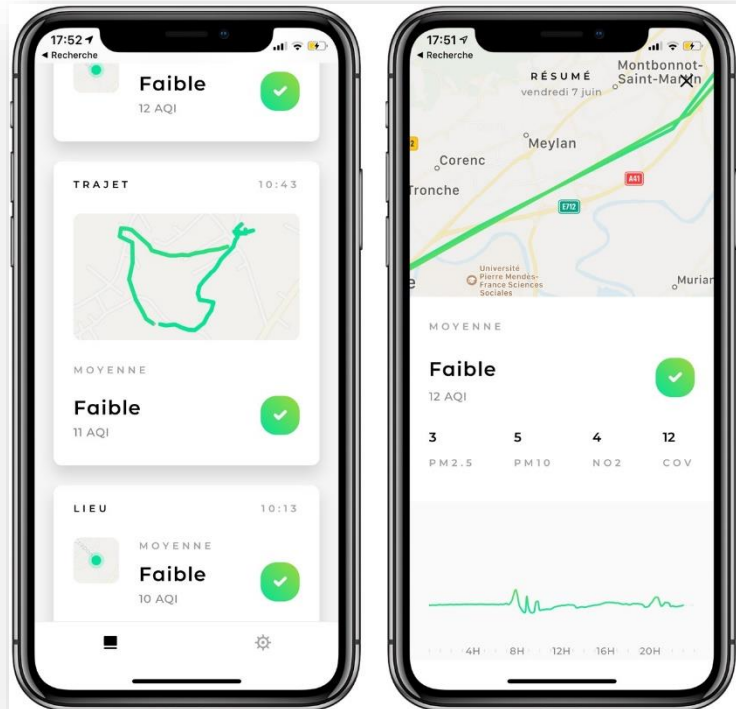 17:52
◀ Recherche
Faible
12 AQI
TRAJET 10:43
MOYENNE
Faible
11 AQI
LIEU 10:13
MOYENNE
Faible
10 AQI
17:51
◀ Recherche
RÉSUMÉ
vendredi 7 juin
Montbonnot-
Saint-Martin
Meylan
Corenc
Tronche
A41
E712
Université
Pierre Mendes-
France Sciences
Sociales
Murian
MOYENNE
Faible
12 AQI
3 5 4 12
PM2.5 PM10 NO2 COV
4H 8H 12H 16H 20H